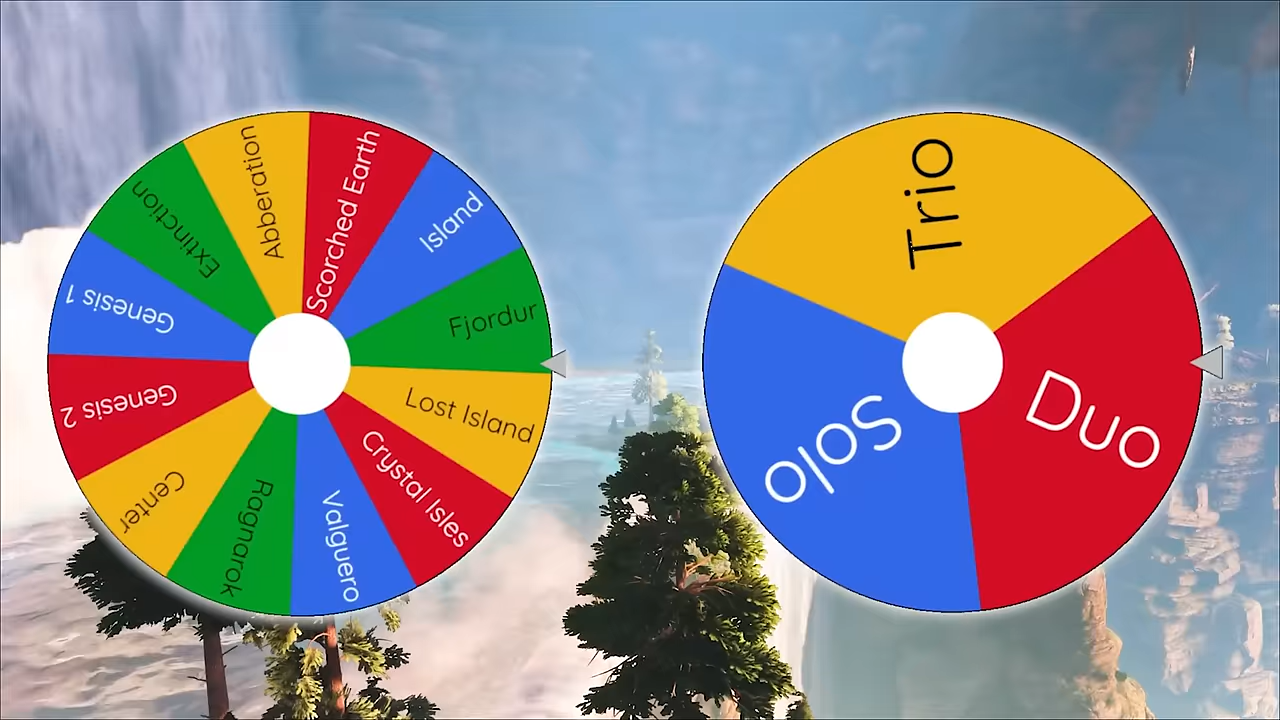 Scorched Earth
Island
Fjordur
Lost Island
Crystal Isles
Valguero
Ragnarok
Center
Genesis 2
Genesis 1
Extinction
Abberation
Trio
Duo
Solo